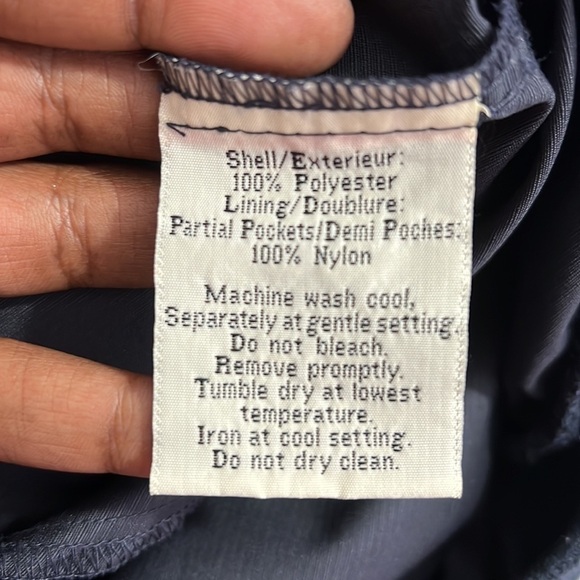 Shell/Exterieur:
100% Polyester
Lining/Doublure:
Partial Pockets/Demi Poches:
100% Nylon
Machine wash cool,
Separately at gentle setting.
Do not bleach.
Remove promptly.
Tumble dry at lowest
temperature.
Iron at cool setting.
Do not dry clean.